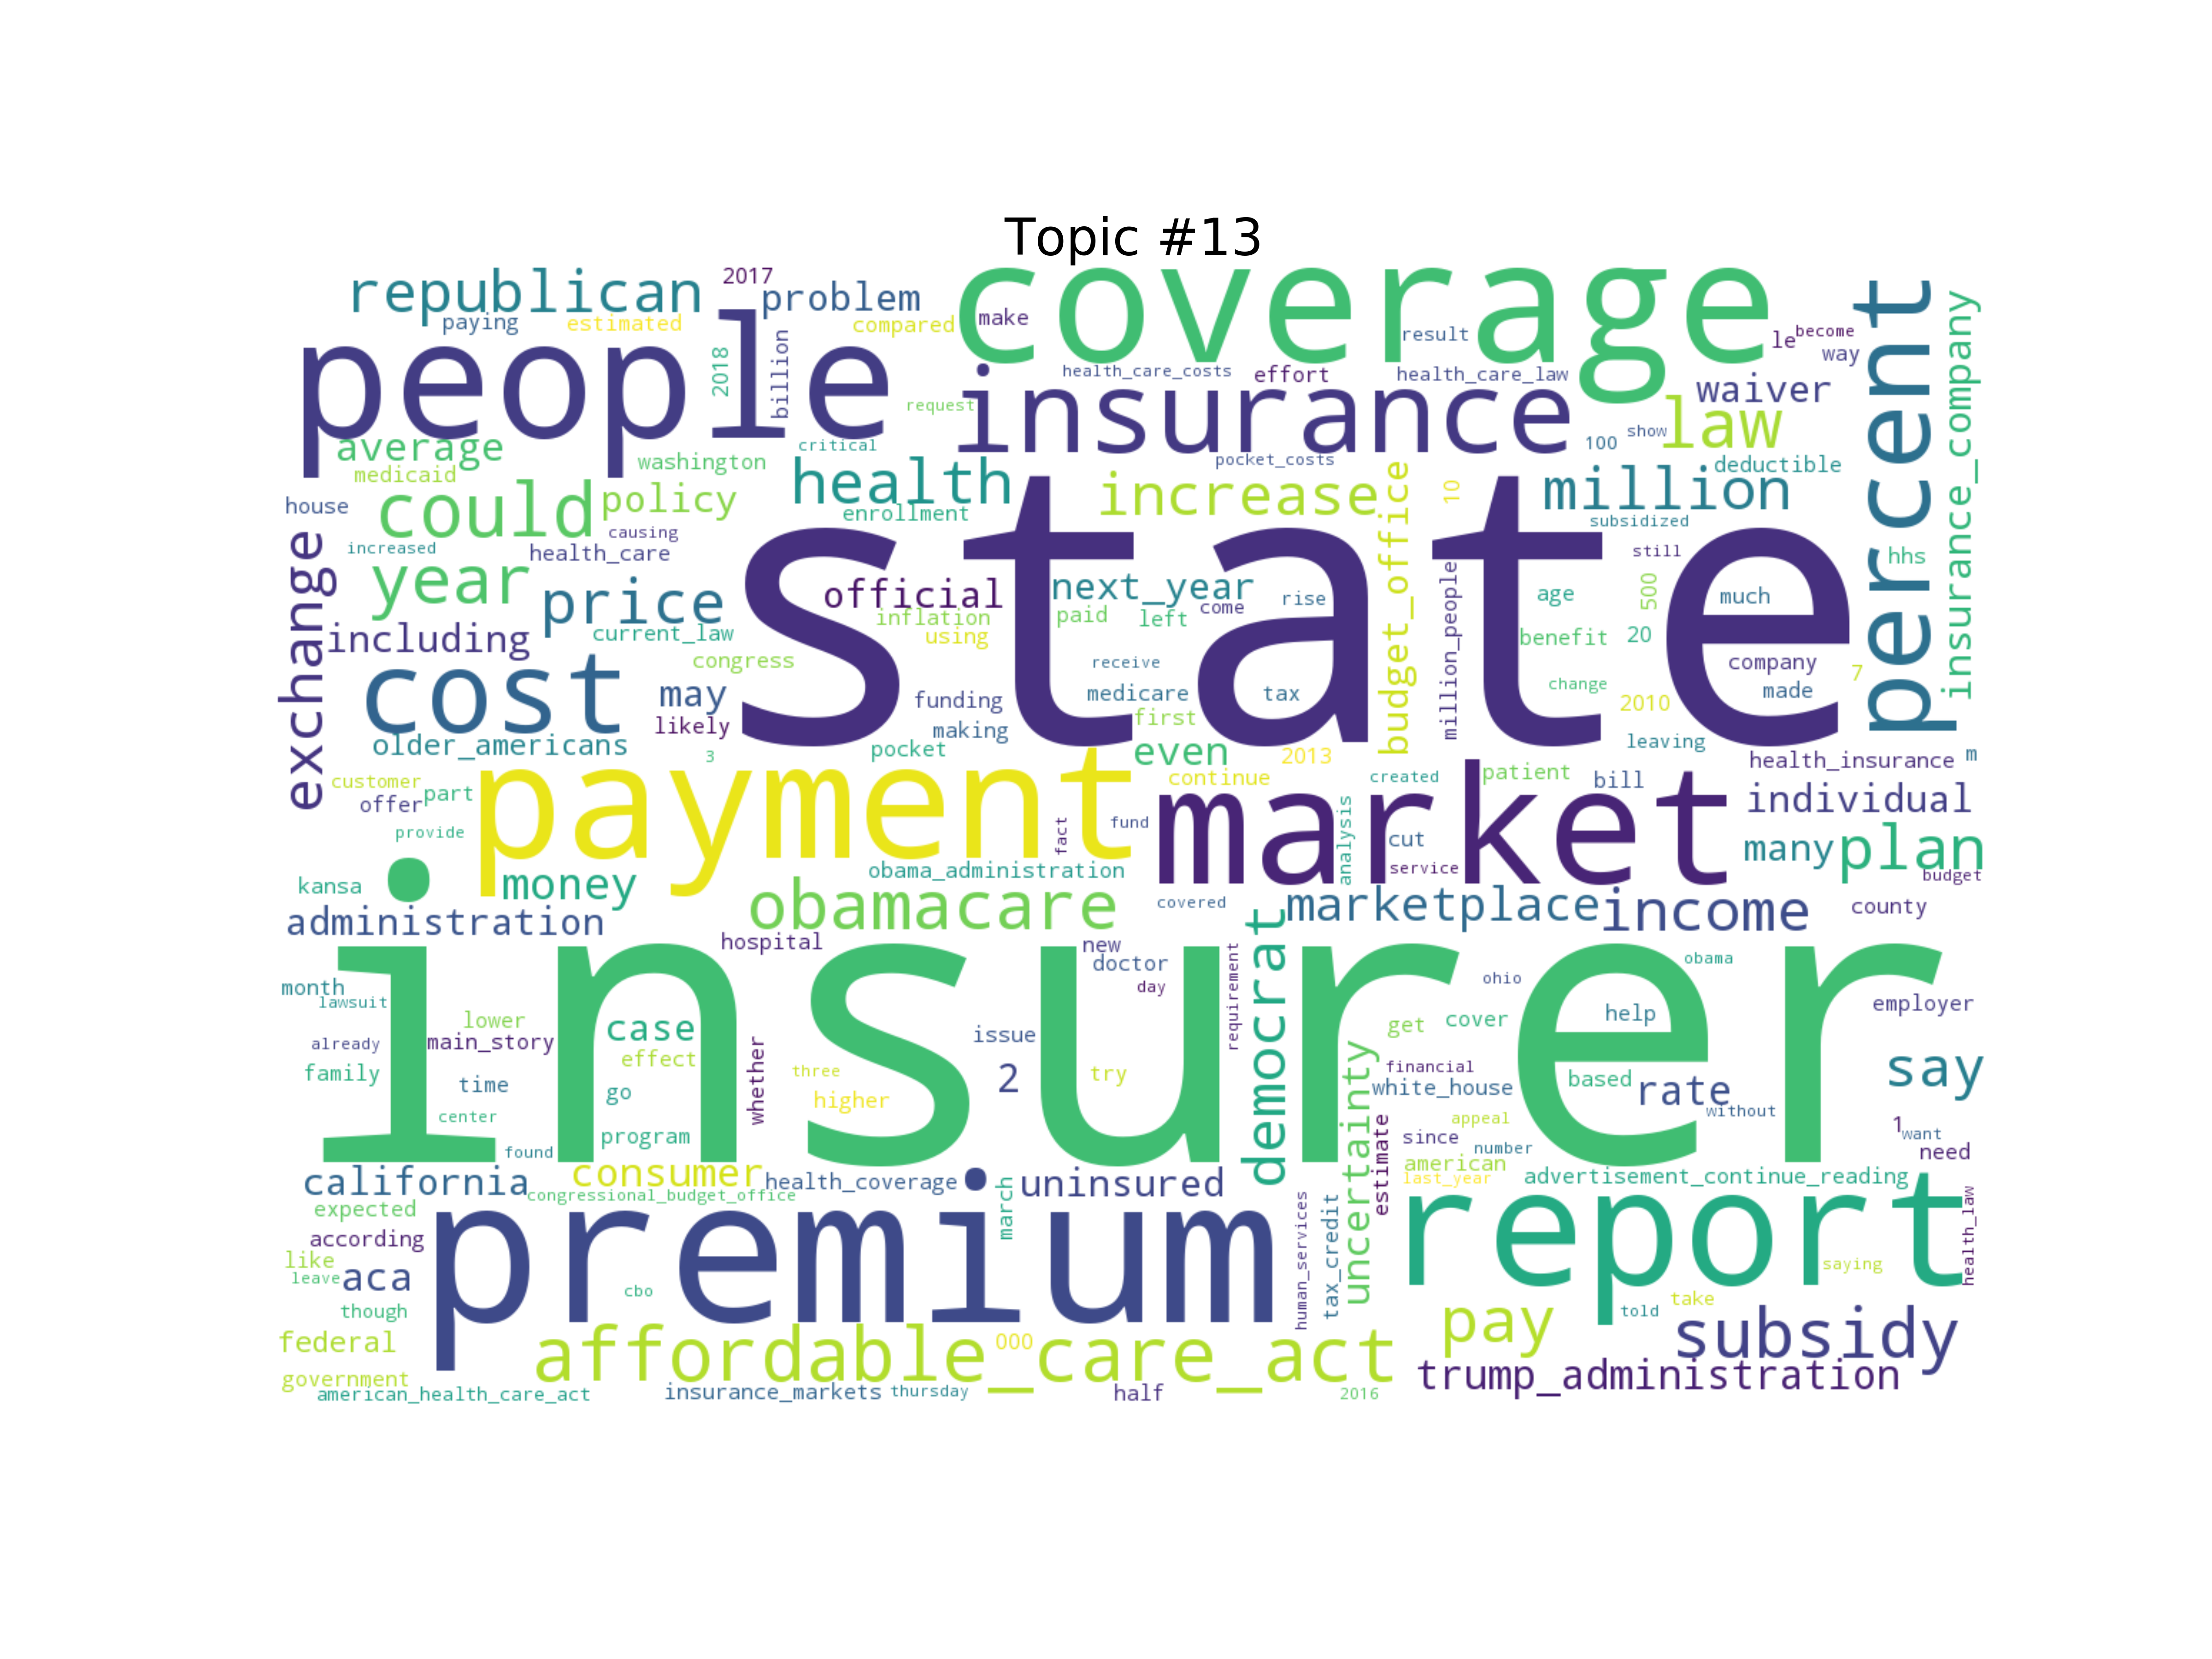 Topic #13
republican
2017
problem
coverage
percent
insurance_company
paying
estimated
compared
make
result
le
become
way
people
2018
billion
health_care_costs
effort
health_care_law
waiver
request
insurance
law
average
critical
100
show
medicaid
washington
pocket_costs
deductible
house
could
policy
health
increase
budget_office
10
million
enrollment
subsidized
causing
exchange
increased
health_care
state
still
hhs
year
price
official
next_year
come
rise
million_people
age
500
much
including
current_law
inflation
using
paid
left
benefit
20
congress
receive
company
7
cost
may
funding
medicare
tax
change
made
likely
making
first
2010
older_americans
3
pocket
even
2013
leaving
customer
payment
continue
created
patient
bill
health_insurance
m
offer
part
market
individual
provide
fact
fund
analysis
cut
many
plan
kansa
money
obama_administration
service
budget
administration
obamacare
covered
marketplace
income
county
insurer
hospital
new
democrat
requirement
doctor
ohio
obama
month
lawsuit
day
employer
lower
case
issue
get
cover
help
already
main_story
effect
whether
uncertainty
financial
say
family
time
three
2
try
white_house
based
rate
go
higher
without
center
program
estimate
since
appeal
1
want
found
number
need
california
consumer
health_coverage
uninsured
american
last_year
advertisement_continue_reading
congressional_budget_office
expected
premium
march
human_services
tax_credit
report
health_law
according
like
leave
aca
cbo
saying
though
told
take
federal
affordable_care_act
000
pay
subsidy
government
trump_administration
american_health_care_act
insurance_markets
thursday
half
2016